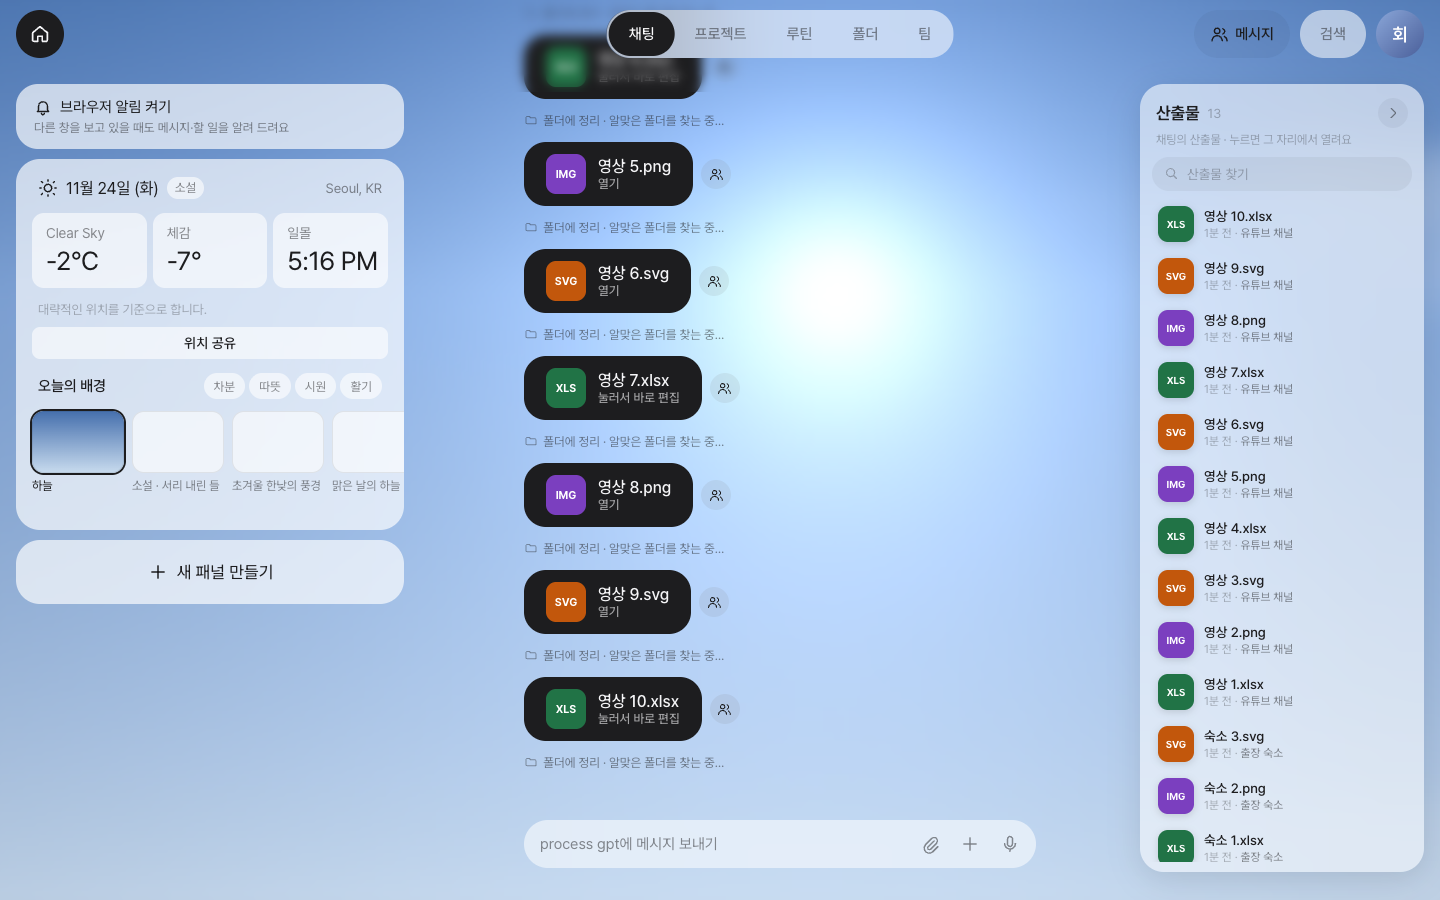 채팅
프로젝트
루틴
폴더
팀
메시지
검색
회
브라우저 알림 켜기
다른 창을 보고 있을 때도 메시지·할 일을 알려 드려요
11월 24일 (화)
소설
Seoul, KR
Clear Sky
-2°C
체감
-7°
일몰
5:16 PM
대략적인 위치를 기준으로 합니다.
위치 공유
오늘의 배경
차분
따뜻
시원
활기
하늘
소설 · 서리 내린 들
초겨울 한낮의 풍경
맑은 날의 하늘
새 패널 만들기
폴더에 정리 · 알맞은 폴더를 찾는 중…
IMG
영상 5.png
열기
폴더에 정리 · 알맞은 폴더를 찾는 중…
SVG
영상 6.svg
열기
폴더에 정리 · 알맞은 폴더를 찾는 중…
XLS
영상 7.xlsx
눌러서 바로 편집
폴더에 정리 · 알맞은 폴더를 찾는 중…
IMG
영상 8.png
열기
폴더에 정리 · 알맞은 폴더를 찾는 중…
SVG
영상 9.svg
열기
폴더에 정리 · 알맞은 폴더를 찾는 중…
XLS
영상 10.xlsx
눌러서 바로 편집
폴더에 정리 · 알맞은 폴더를 찾는 중…
process gpt에 메시지 보내기
산출물 13
채팅의 산출물 · 누르면 그 자리에서 열려요
산출물 찾기
XLS
영상 10.xlsx
1분 전 · 유튜브 채널
SVG
영상 9.svg
1분 전 · 유튜브 채널
IMG
영상 8.png
1분 전 · 유튜브 채널
XLS
영상 7.xlsx
1분 전 · 유튜브 채널
SVG
영상 6.svg
1분 전 · 유튜브 채널
IMG
영상 5.png
1분 전 · 유튜브 채널
XLS
영상 4.xlsx
1분 전 · 유튜브 채널
SVG
영상 3.svg
1분 전 · 유튜브 채널
IMG
영상 2.png
1분 전 · 유튜브 채널
XLS
영상 1.xlsx
1분 전 · 유튜브 채널
SVG
숙소 3.svg
1분 전 · 출장 숙소
IMG
숙소 2.png
1분 전 · 출장 숙소
XLS
숙소 1.xlsx
1분 전 · 출장 숙소